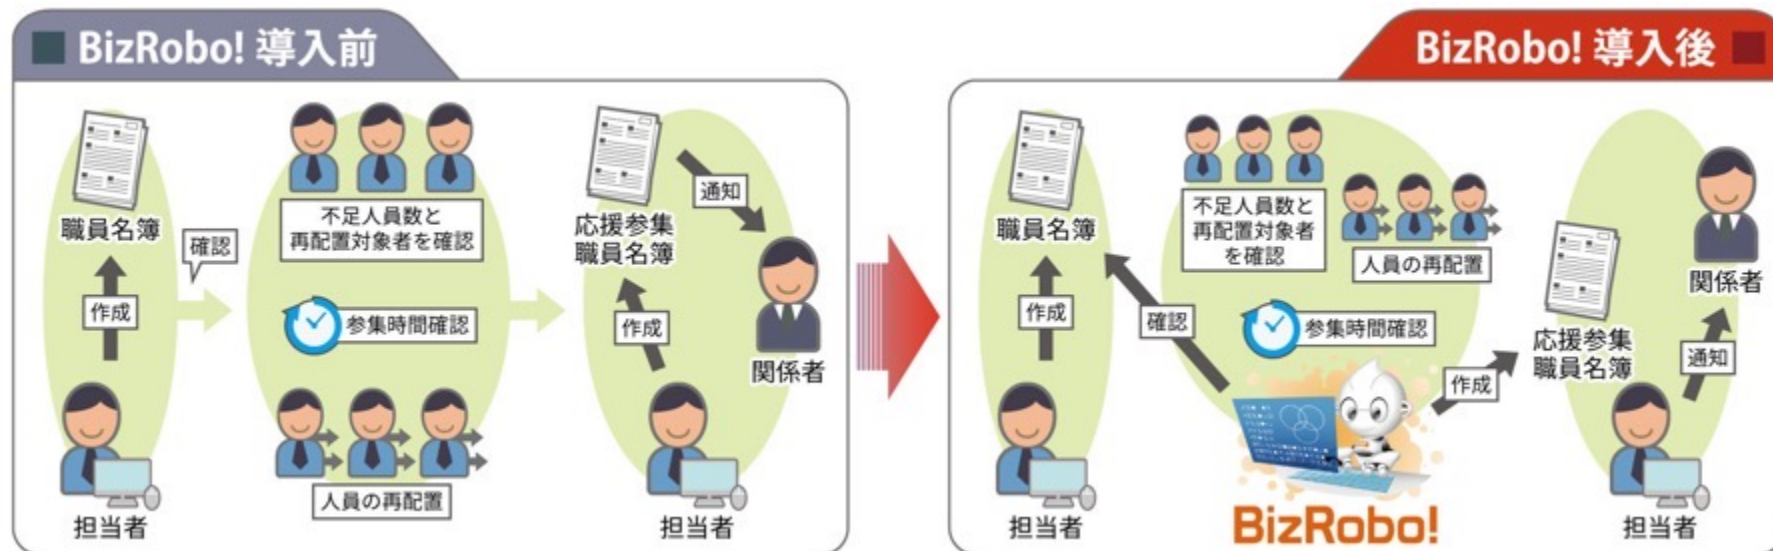 BizRobo! 導入前
職員名簿
作成
担当者
確認
不足人員数と
再配置対象者を確認
参集時間確認
人員の再配置
応援参集
職員名簿
通知
作成
関係者
担当者
BizRobo! 導入後
職員名簿
作成
担当者
確認
不足人員数と
再配置対象者
を確認
人員の再配置
参集時間確認
BizRobo!
作成
応援参集
職員名簿
関係者
通知
担当者